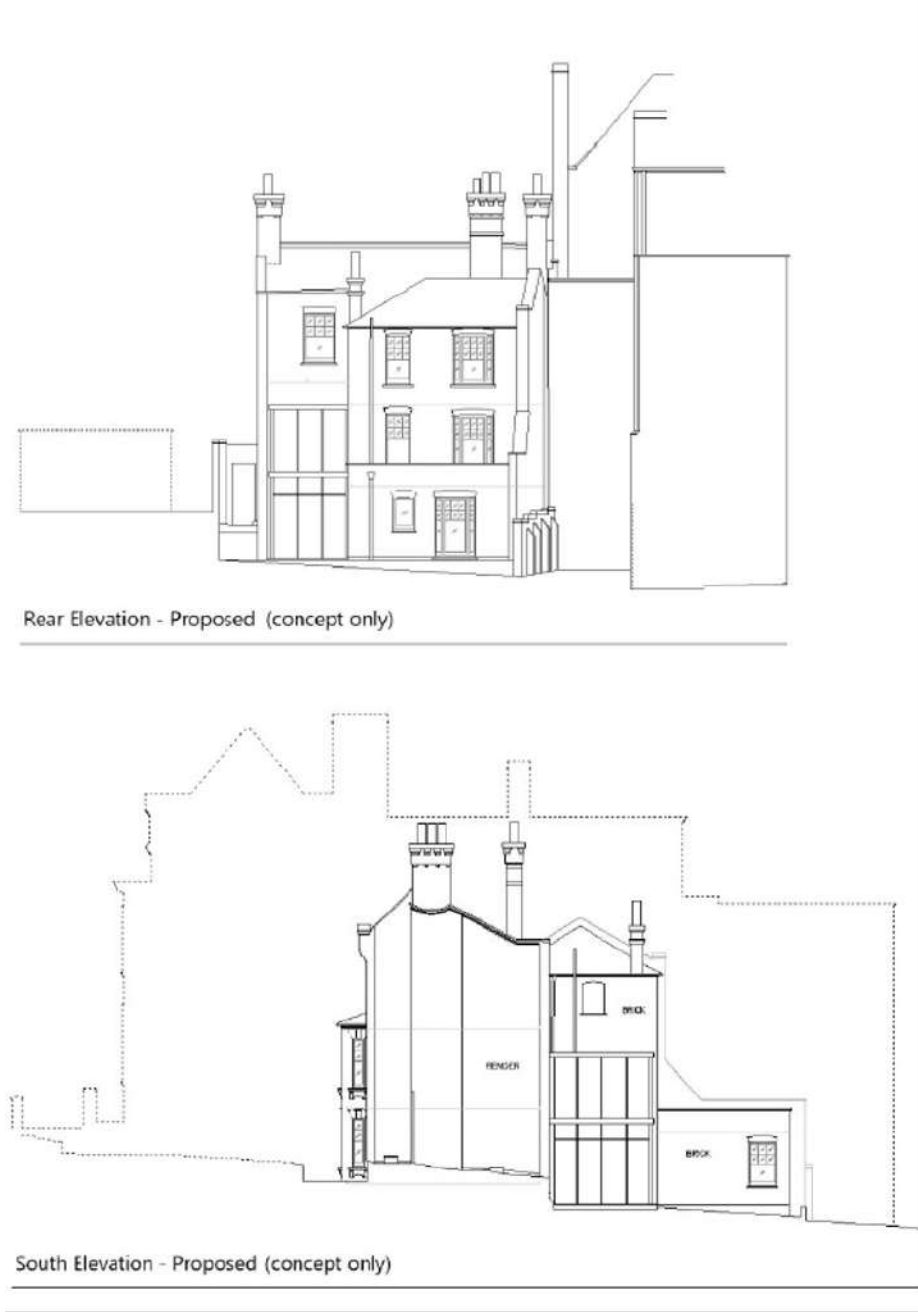 Rear Elevation - Proposed (concept only)
BRICK
RENDER
BRICK
South Elevation - Proposed (concept only)